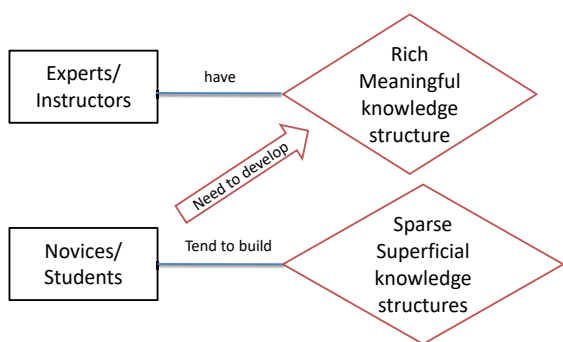 Experts/
Instructors
have
Rich
Meaningful
knowledge
structure
Need to develop
Novices/
Students
Tend to build
Sparse
Superficial
knowledge
structures